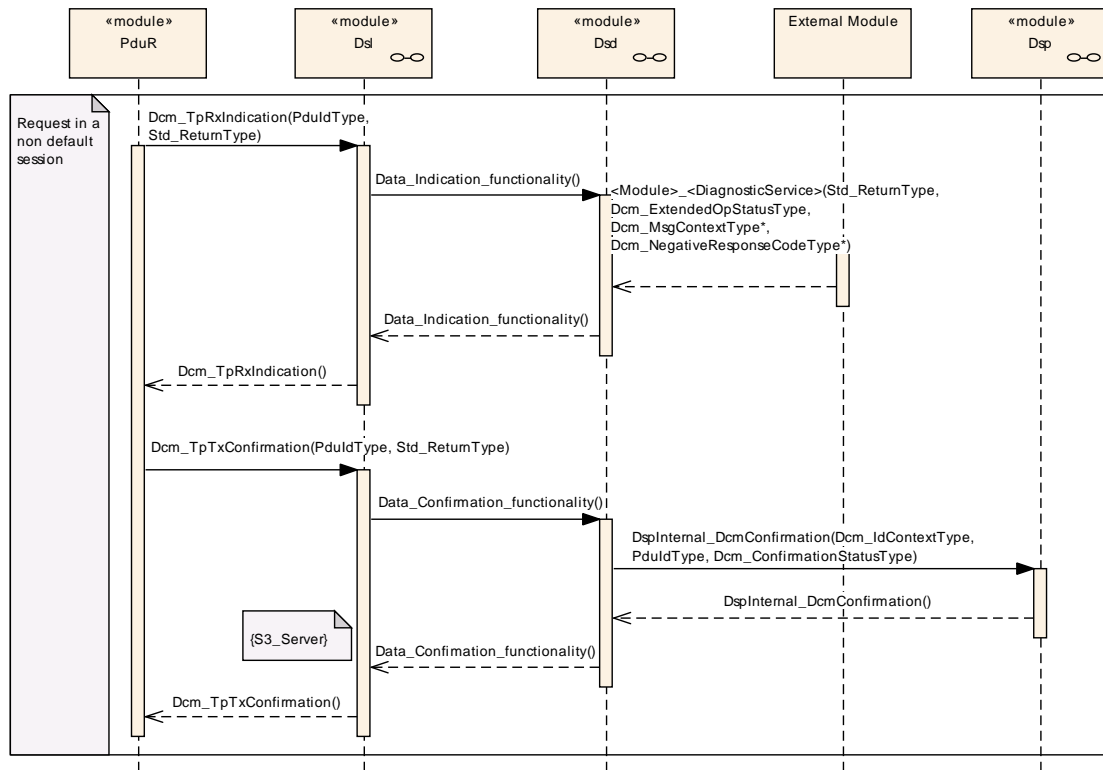 «module»
PduR
«module»
Dsl
«module»
Dsd
External Module
«module»
Dsp
Request in a
non default
session
Dcm_TpRxIndication(PduIdType,
Std_ReturnType)
Data_Indication_functionality()
<Module>_<DiagnosticService>(Std_ReturnType,
Dcm_ExtendedOpStatusType,
Dcm_MsgContextType*,
Dcm_NegativeResponseCodeType*)
Data_Indication_functionality()
Dcm_TpRxIndication()
Dcm_TpTxConfirmation(PduIdType, Std_ReturnType)
Data_Confirmation_functionality()
DspInternal_DcmConfirmation(Dcm_IdContextType,
PduIdType, Dcm_ConfirmationStatusType)
DspInternal_DcmConfirmation()
{S3_Server}
Data_Confimation_functionality()
Dcm_TpTxConfirmation()